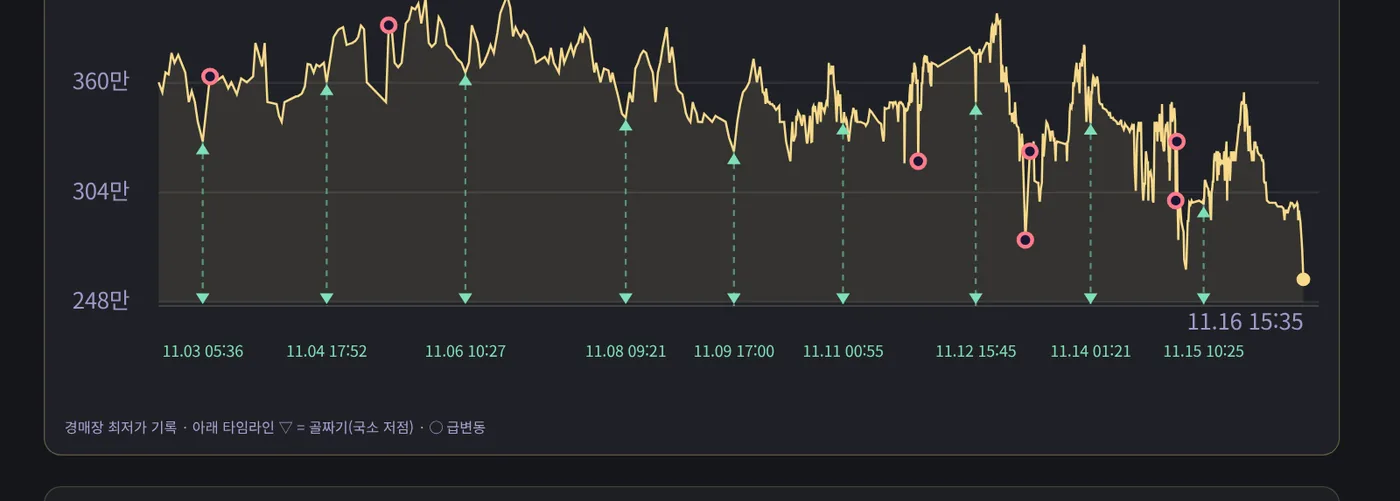 360만
304만
248만
11.16 15:35
11.03 05:36 11.04 17:52 11.06 10:27 11.08 09:21 11.09 17:00 11.11 00:55 11.12 15:45 11.14 01:21 11.15 10:25
경매장 최저가 기록 · 아래 타임라인 ▽ = 골짜기(국소 저점) · ○ 급변동